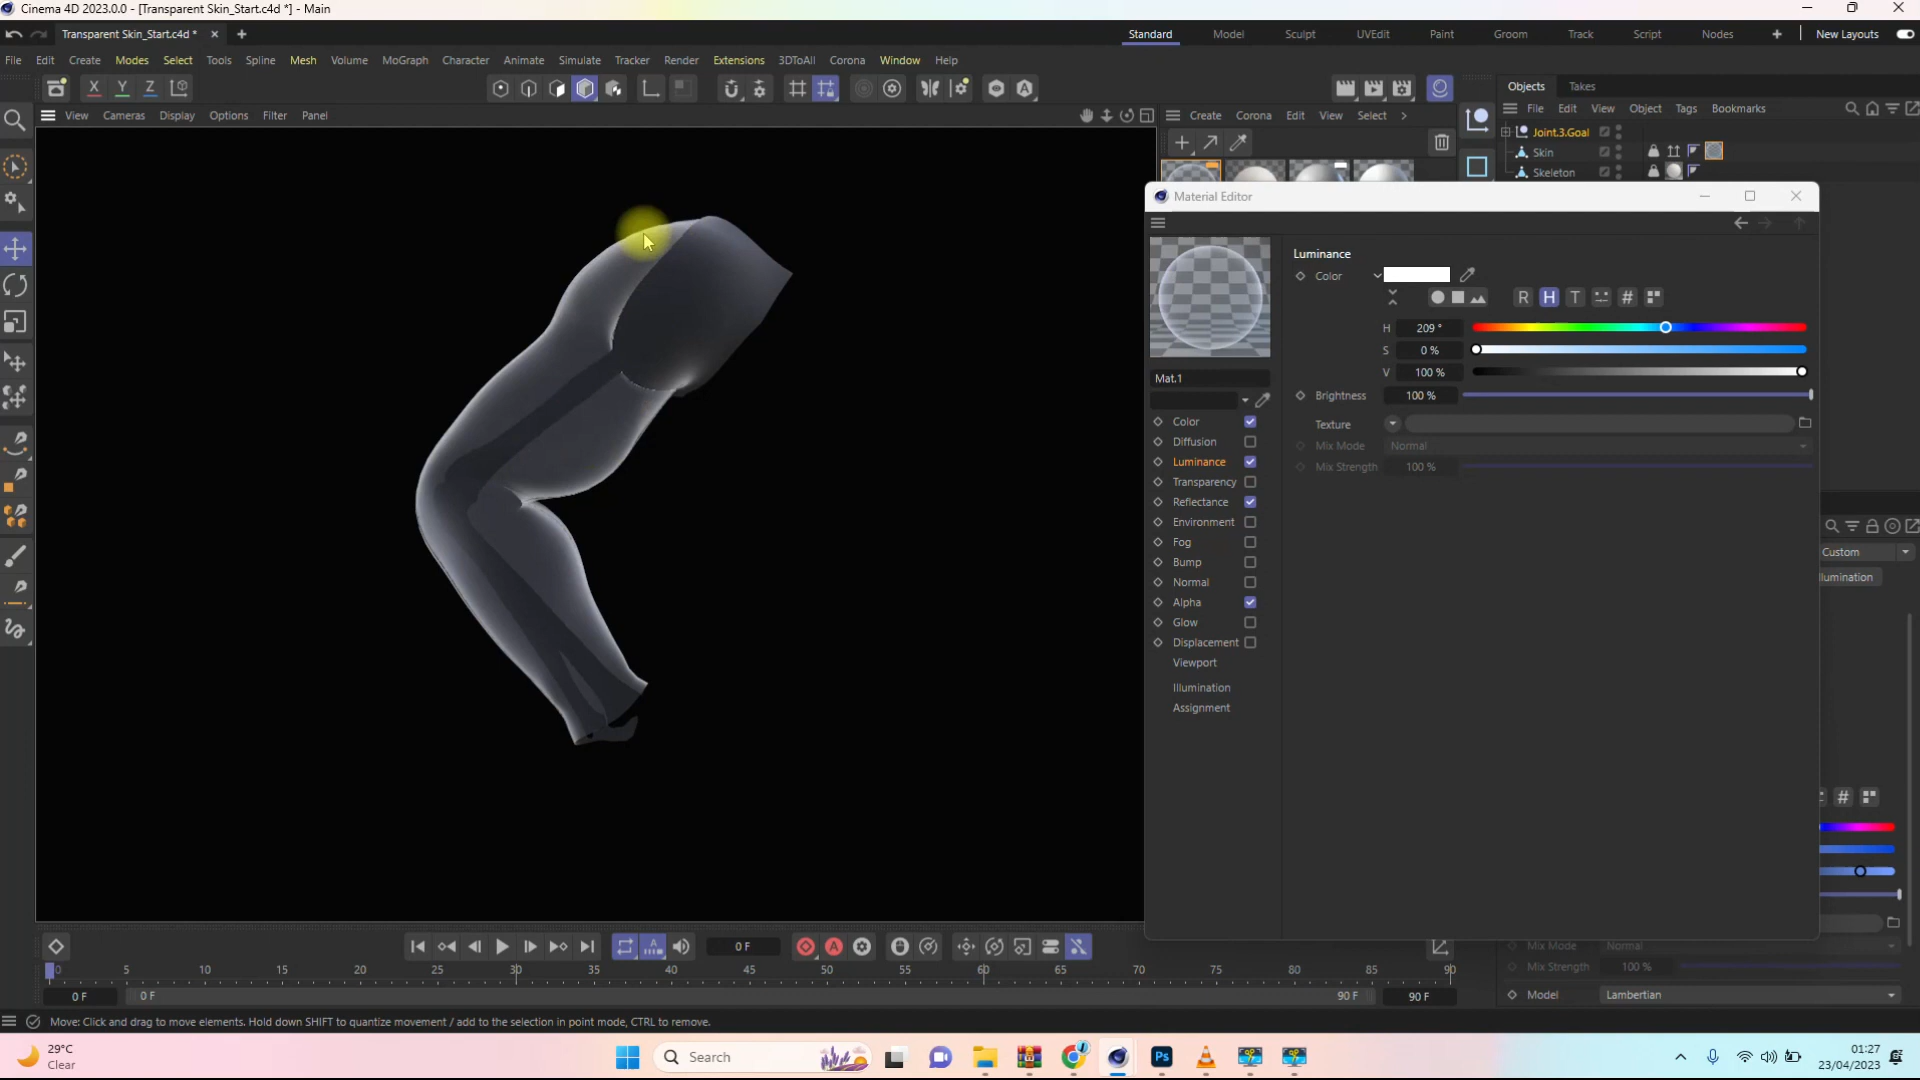 Cinema 4D 2023.0.0 - [Transparent Skin_Start.c4d *] - Main
Transparent Skin_Start.c4d *
Standard
Model
Sculpt
UVEdit
Paint
Groom
Track
Script
Nodes
New Layouts
File
Edit
Create
Modes
Select
Tools
Spline
Mesh
Volume
MoGraph
Character
Animate
Simulate
Tracker
Render
Extensions
3DToAll
Corona
Window
Help
X
Y
Z
Objects
Takes
View
Cameras
Display
Options
Filter
Panel
Create
Corona
Edit
View
Select
File
Edit
View
Object
Tags
Bookmarks
Joint.3.Goal
Skin
Skeleton
Material Editor
Luminance
Color
R
H
T
#
H 209 °
S 0 %
V 100 %
Brightness 100 %
Texture
Mix Mode Normal
Mix Strength 100 %
Mat.1
Color
Diffusion
Luminance
Transparency
Reflectance
Environment
Fog
Bump
Normal
Alpha
Glow
Displacement
Viewport
Illumination
Assignment
Custom
lumination
#
Mix Mode Normal
Mix Strength 100 %
Model Lambertian
0 F
0 5 10 15 20 25 30 35 40 45 50 55 60 65 70 75 80 85 90
0 F
0 F
90 F
90 F
Move: Click and drag to move elements. Hold down SHIFT to quantize movement / add to the selection in point mode, CTRL to remove.
29°C
Clear
Search
Ps
01:27
23/04/2023